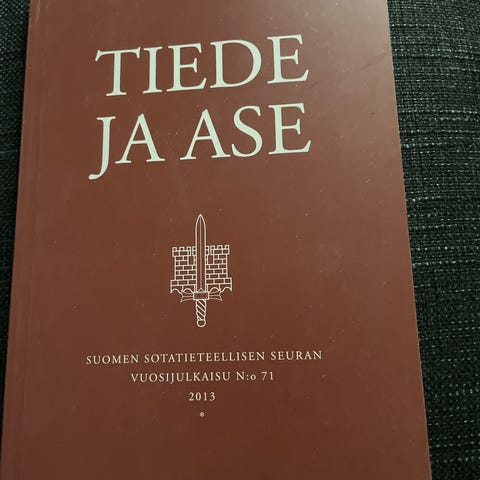 TIEDE
JA ASE
SUOMEN SOTATIETEELLISEN SEURAN
VUOSIJULKAISU N:o 71
2013
*